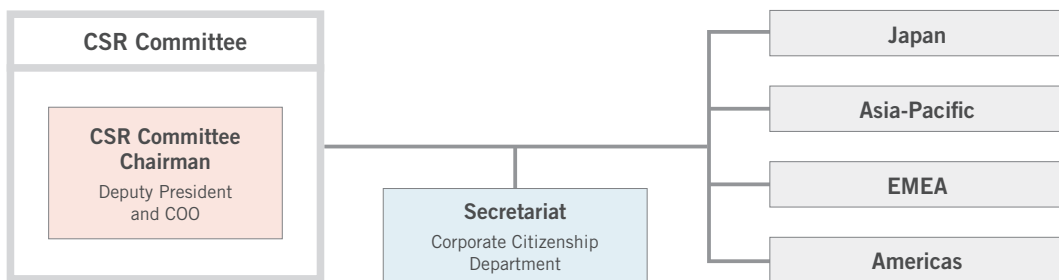 CSR Committee
CSR Committee
Chairman
Deputy President
and COO
Secretariat
Corporate Citizenship
Department
Japan
Asia-Pacific
EMEA
Americas